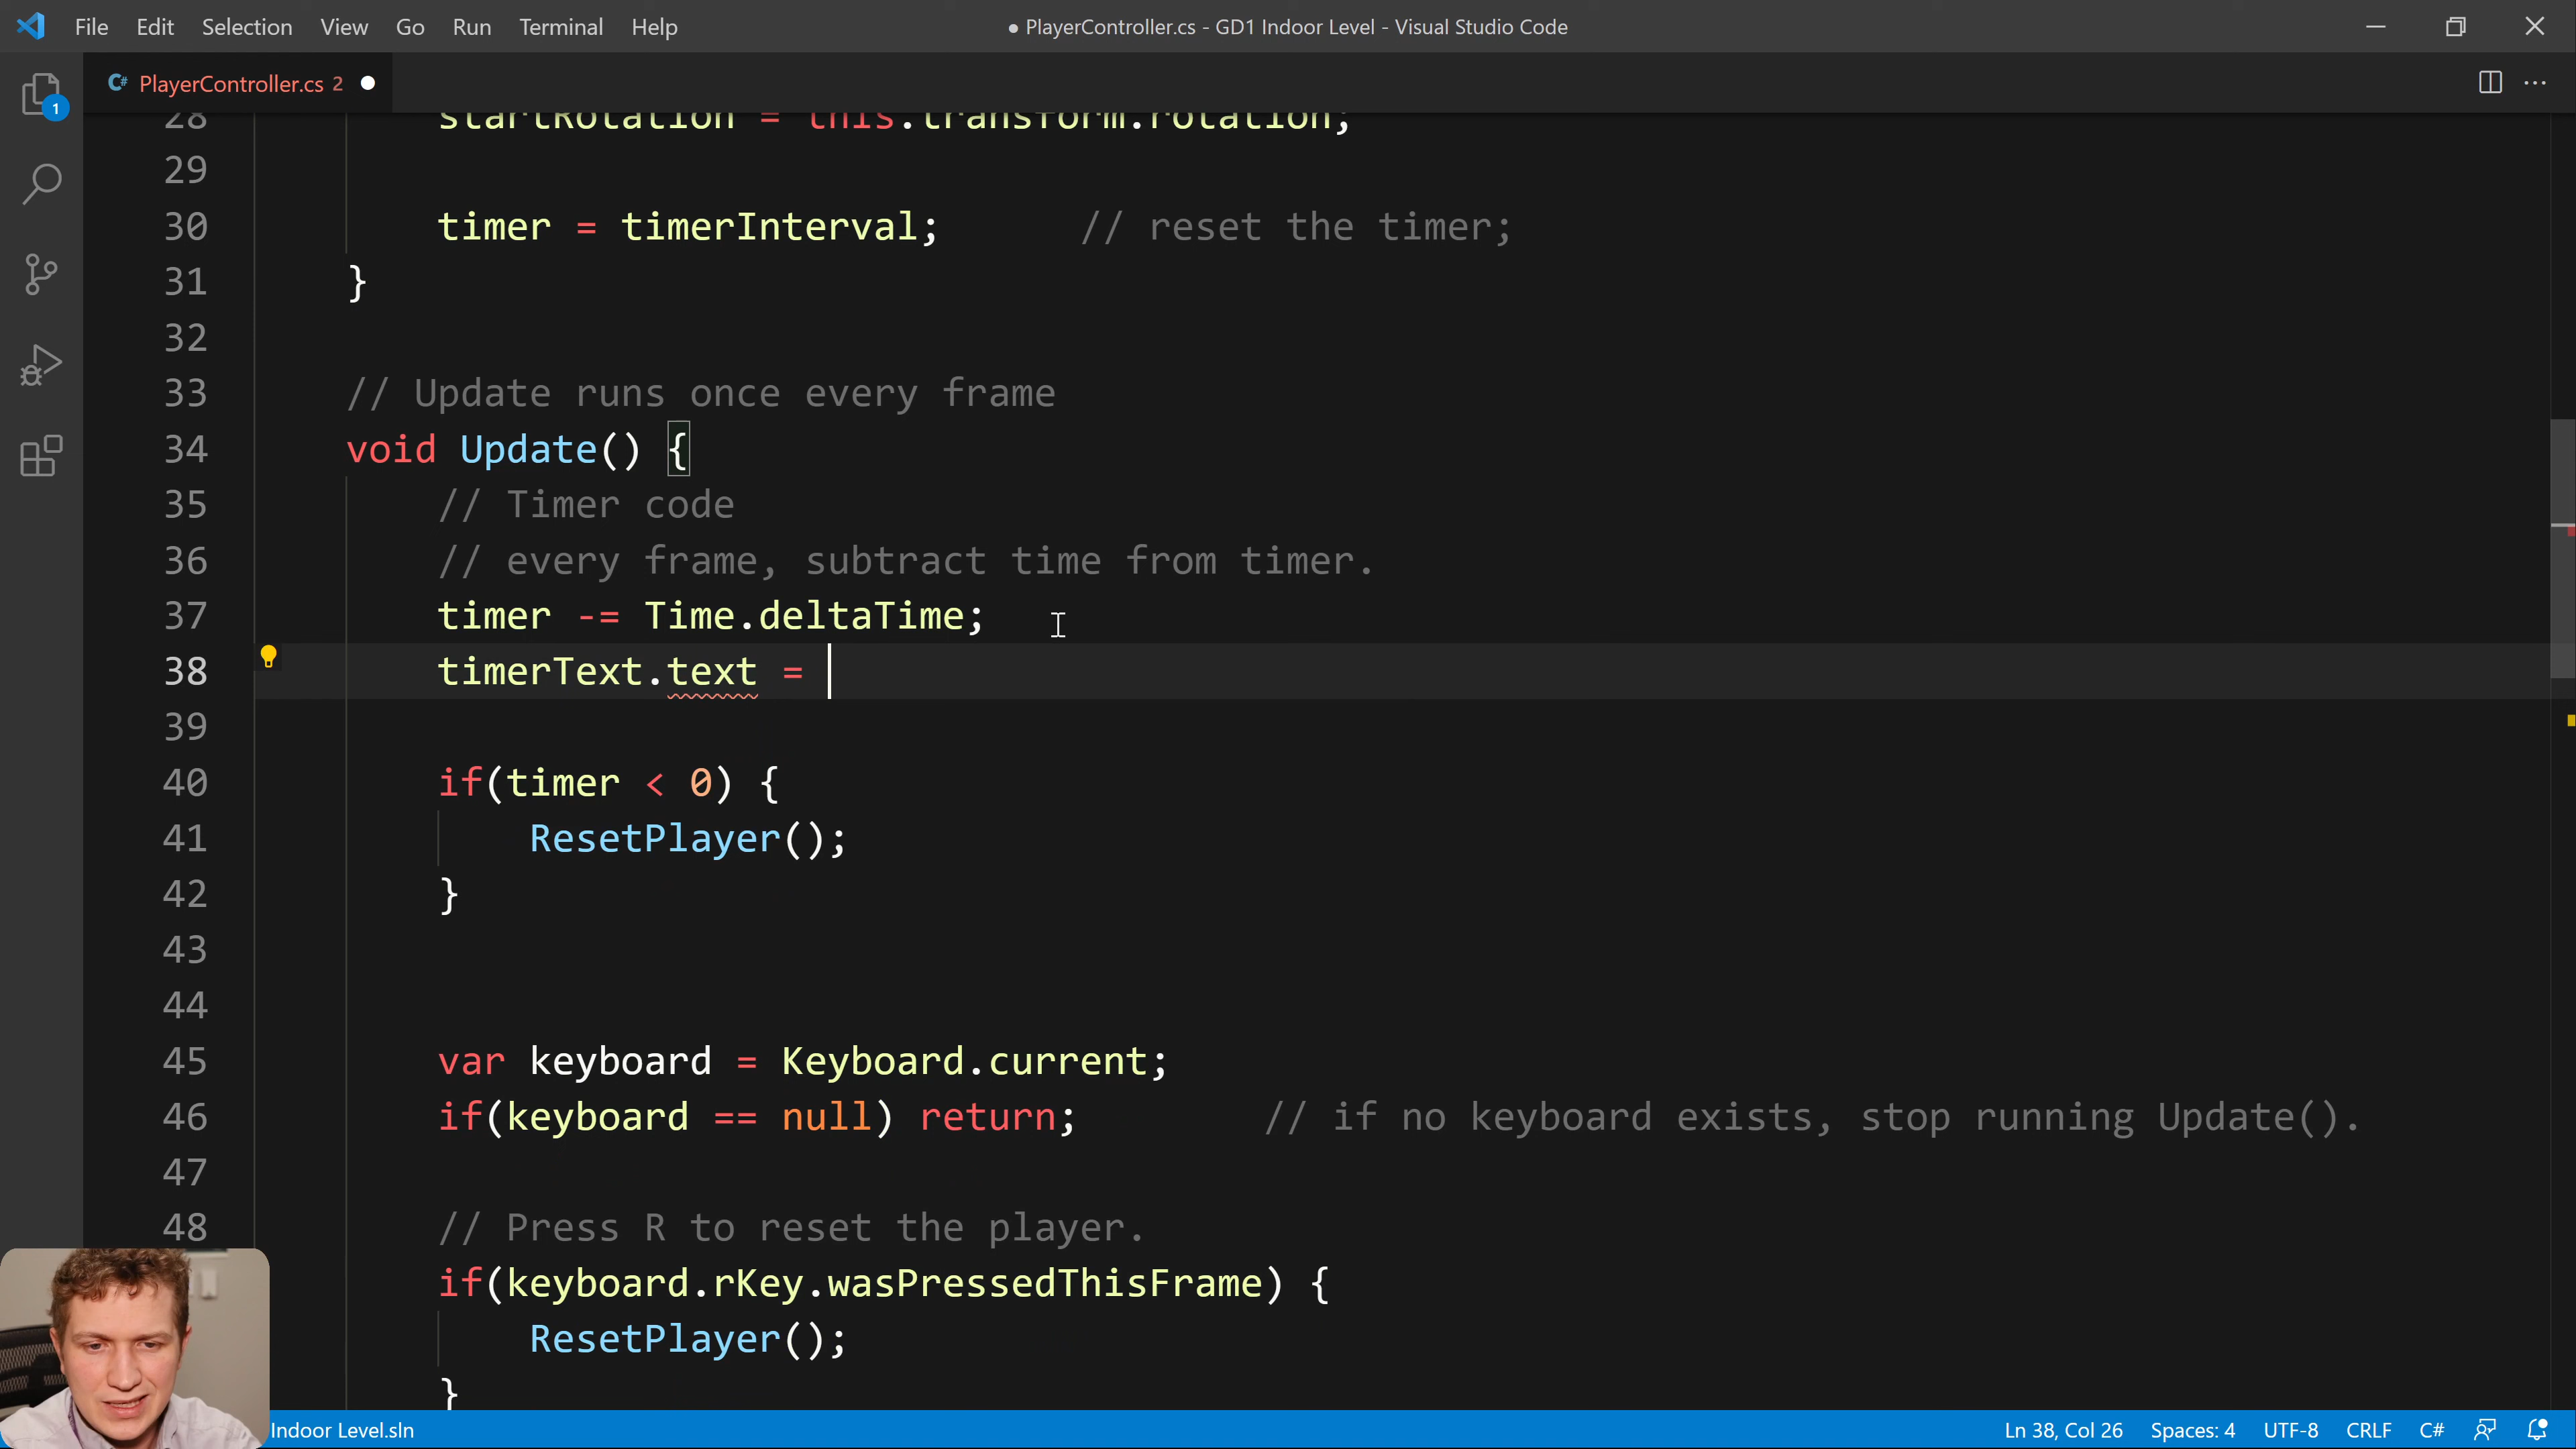 File Edit Selection View Go Run Terminal Help
● PlayerController.cs - GD1 Indoor Level - Visual Studio Code
1
C# PlayerController.cs 2 ●
28 startRotation = this.transform.rotation;
29
30 timer = timerInterval; // reset the timer;
31 }
32
33 // Update runs once every frame
34 void Update() {
35 // Timer code
36 // every frame, subtract time from timer.
37 timer -= Time.deltaTime;
38 timerText.text =
39
40 if(timer < 0) {
41 ResetPlayer();
42 }
43
44
45 var keyboard = Keyboard.current;
46 if(keyboard == null) return; // if no keyboard exists, stop running Update().
47
48 // Press R to reset the player.
if(keyboard.rKey.wasPressedThisFrame) {
ResetPlayer();
}
Indoor Level.sln Ln 38, Col 26 Spaces: 4 UTF-8 CRLF C#